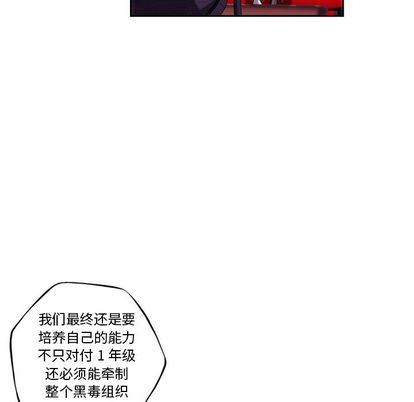 我们最终还是要
培养自己的能力
不只对付 1 年级
还必须能牵制
整个黑毒组织